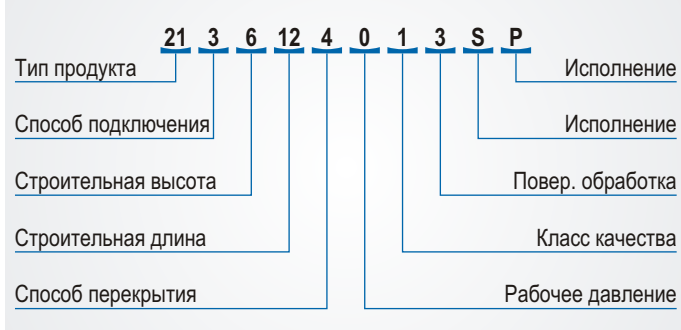 21 3 6 12 4 0 1 3 S P
Тип продукта
Исполнение
Способ подключения
Исполнение
Строительная высота
Повер. обработка
Строительная длина
Класс качества
Способ перекрытия
Рабочее давление